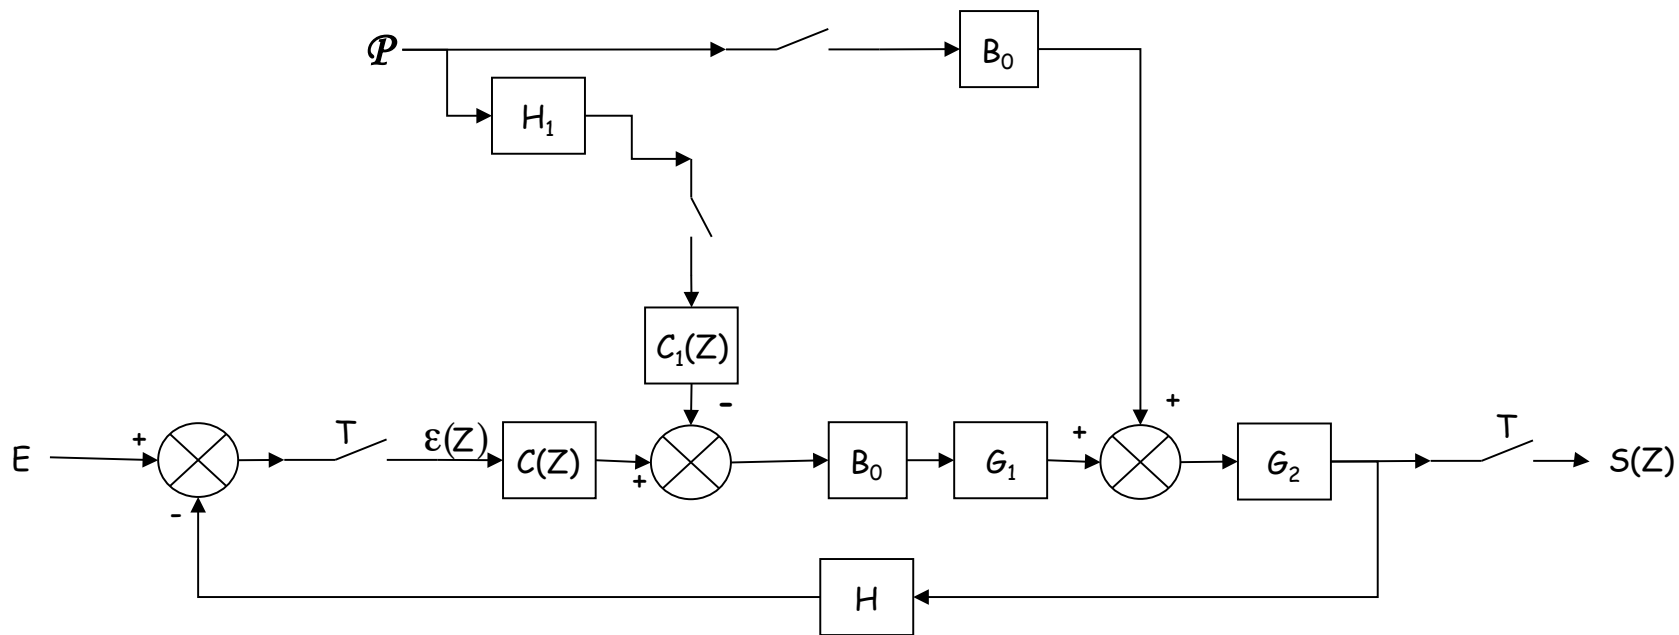 𝒫
B₀
H₁
C₁(Z)
-
+
+ T ε(Z) T
E C(Z) + B₀ G₁ + G₂ S(Z)
-
H